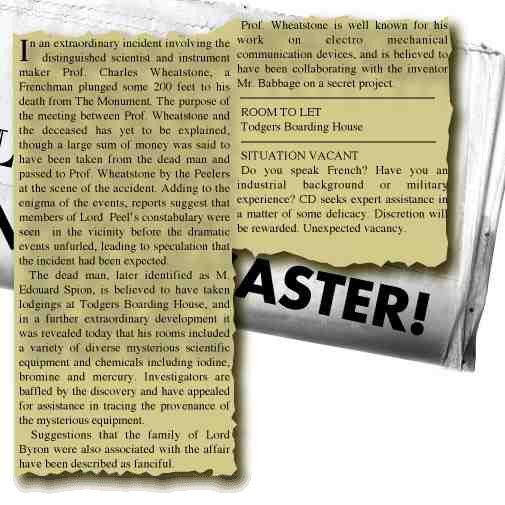 In an extraordinary incident involving the
distinguished scientist and instrument
maker Prof. Charles Wheatstone, a
Frenchman plunged some 200 feet to his
death from The Monument. The purpose of
the meeting between Prof. Wheatstone and
the deceased has yet to be explained,
though a large sum of money was said to
have been taken from the dead man and
passed to Prof. Wheatstone by the Peelers
at the scene of the accident. Adding to the
enigma of the events, reports suggest that
members of Lord Peel's constabulary were
seen in the vicinity before the dramatic
events unfurled, leading to speculation that
the incident had been expected.
The dead man, later identified as M.
Edouard Spion, is believed to have taken
lodgings at Todgers Boarding House, and
in a further extraordinary development it
was revealed today that his rooms included
a variety of diverse mysterious scientific
equipment and chemicals including iodine,
bromine and mercury. Investigators are
baffled by the discovery and have appealed
for assistance in tracing the provenance of
the mysterious equipment.
Suggestions that the family of Lord
Byron were also associated with the affair
have been described as fanciful.
Prof. Wheatstone is well known for his
work on electro mechanical
communication devices, and is believed to
have been collaborating with the inventor
Mr. Babbage on a secret project.
ROOM TO LET
Todgers Boarding House
SITUATION VACANT
Do you speak French? Have you an
industrial background or military
experience? CD seeks expert assistance in
a matter of some delicacy. Discretion will
be rewarded. Unexpected vacancy.
ASTER!